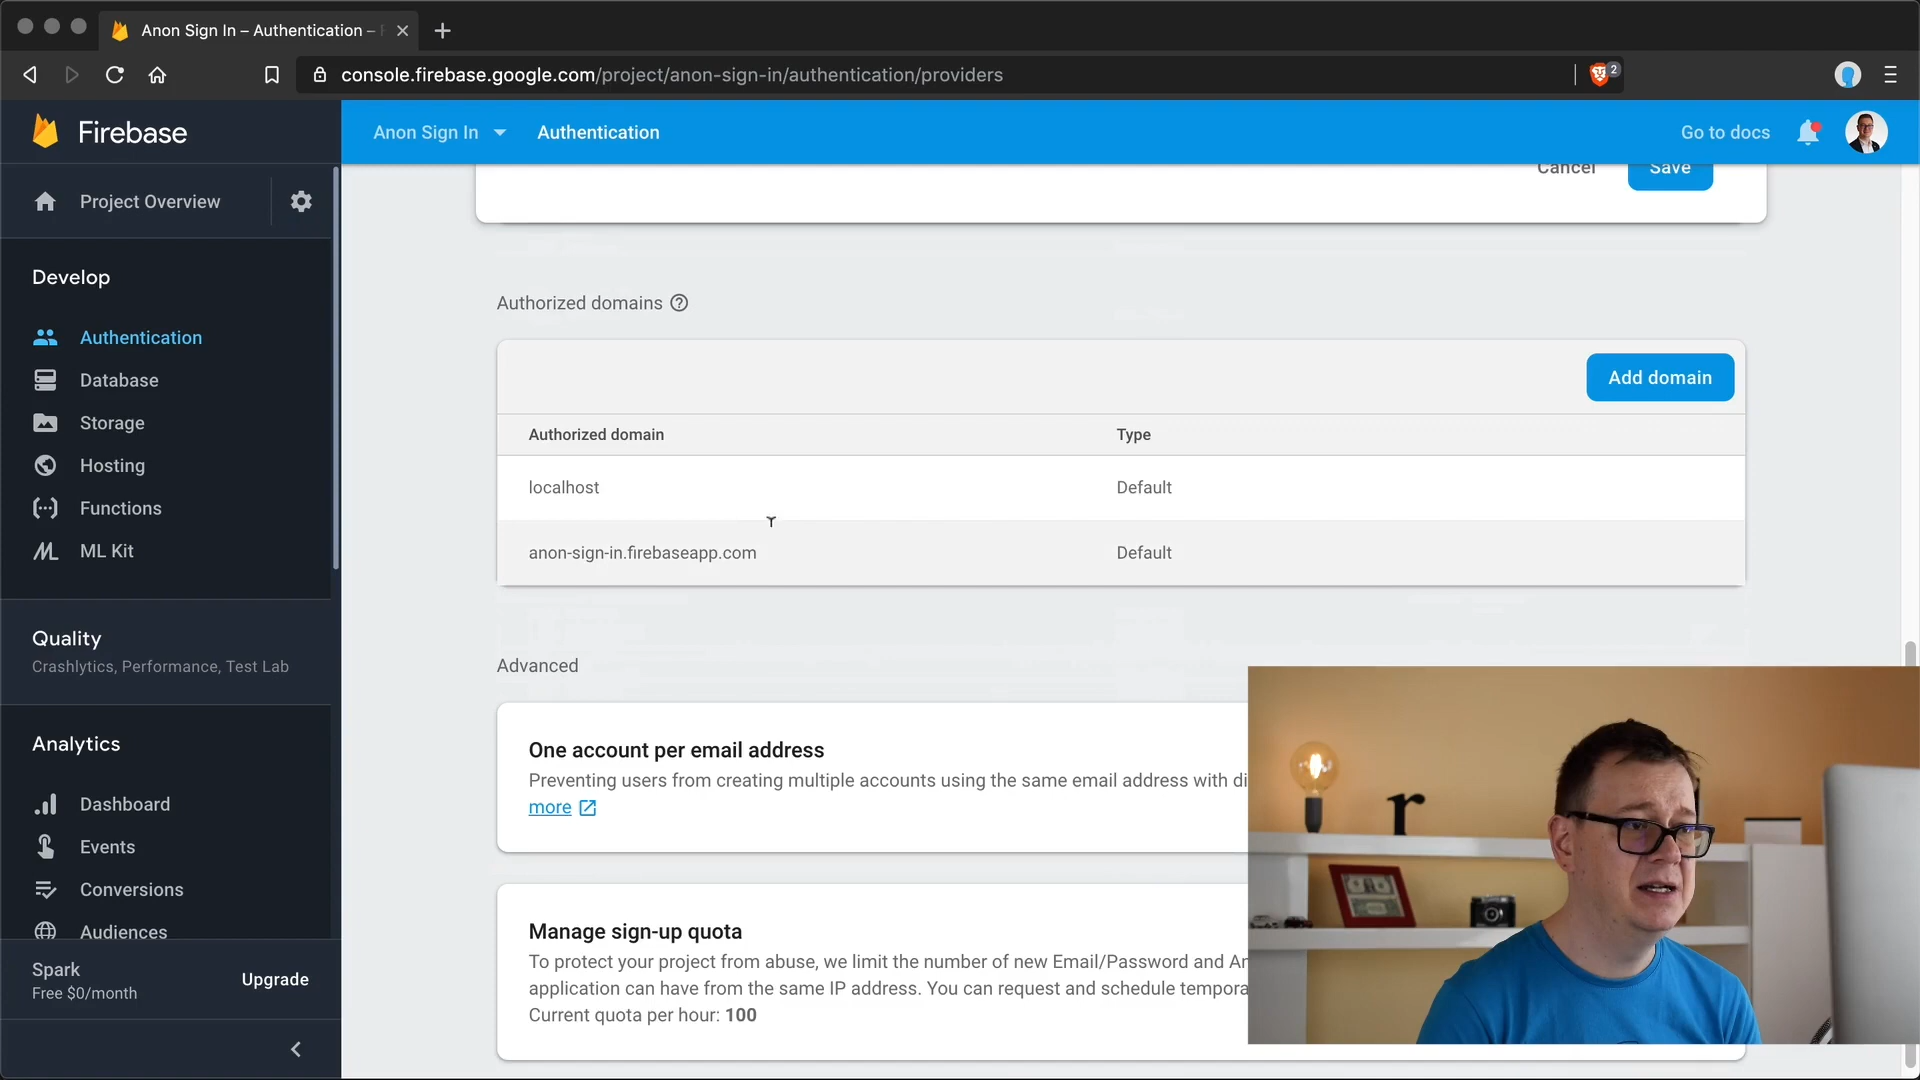 Anon Sign In – Authentication –
console.firebase.google.com/project/anon-sign-in/authentication/providers
2
Firebase
Anon Sign In
Authentication
Go to docs
Project Overview
Cancel
Save
Develop
Authentication
Database
Storage
Hosting
Functions
ML Kit
Authorized domains
Add domain
Authorized domain Type
localhost Default
anon-sign-in.firebaseapp.com Default
Quality
Crashlytics, Performance, Test Lab
Analytics
Dashboard
Events
Conversions
Audiences
Spark
Free $0/month
Upgrade
Advanced
One account per email address
Preventing users from creating multiple accounts using the same email address with di
more
Manage sign-up quota
To protect your project from abuse, we limit the number of new Email/Password and An
application can have from the same IP address. You can request and schedule tempora
Current quota per hour: 100
r